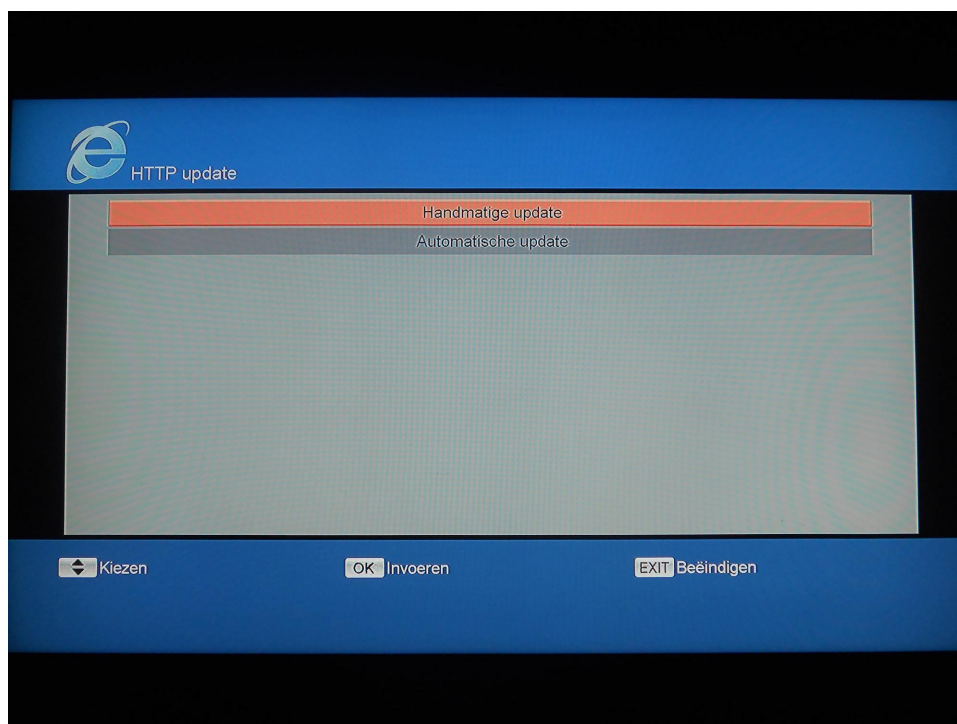 HTTP update
Handmatige update
Automatische update
Kiezen
OK Invoeren
EXIT Beëindigen